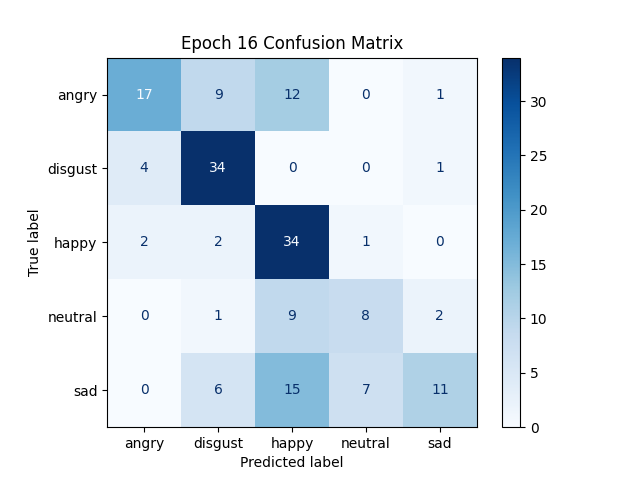 Epoch 16 Confusion Matrix
angry 17 9 12 0 1
disgust 4 34 0 0 1
happy 2 2 34 1 0
neutral 0 1 9 8 2
sad 0 6 15 7 11
angry disgust happy neutral sad
Predicted label
True label
30
25
20
15
10
5
0